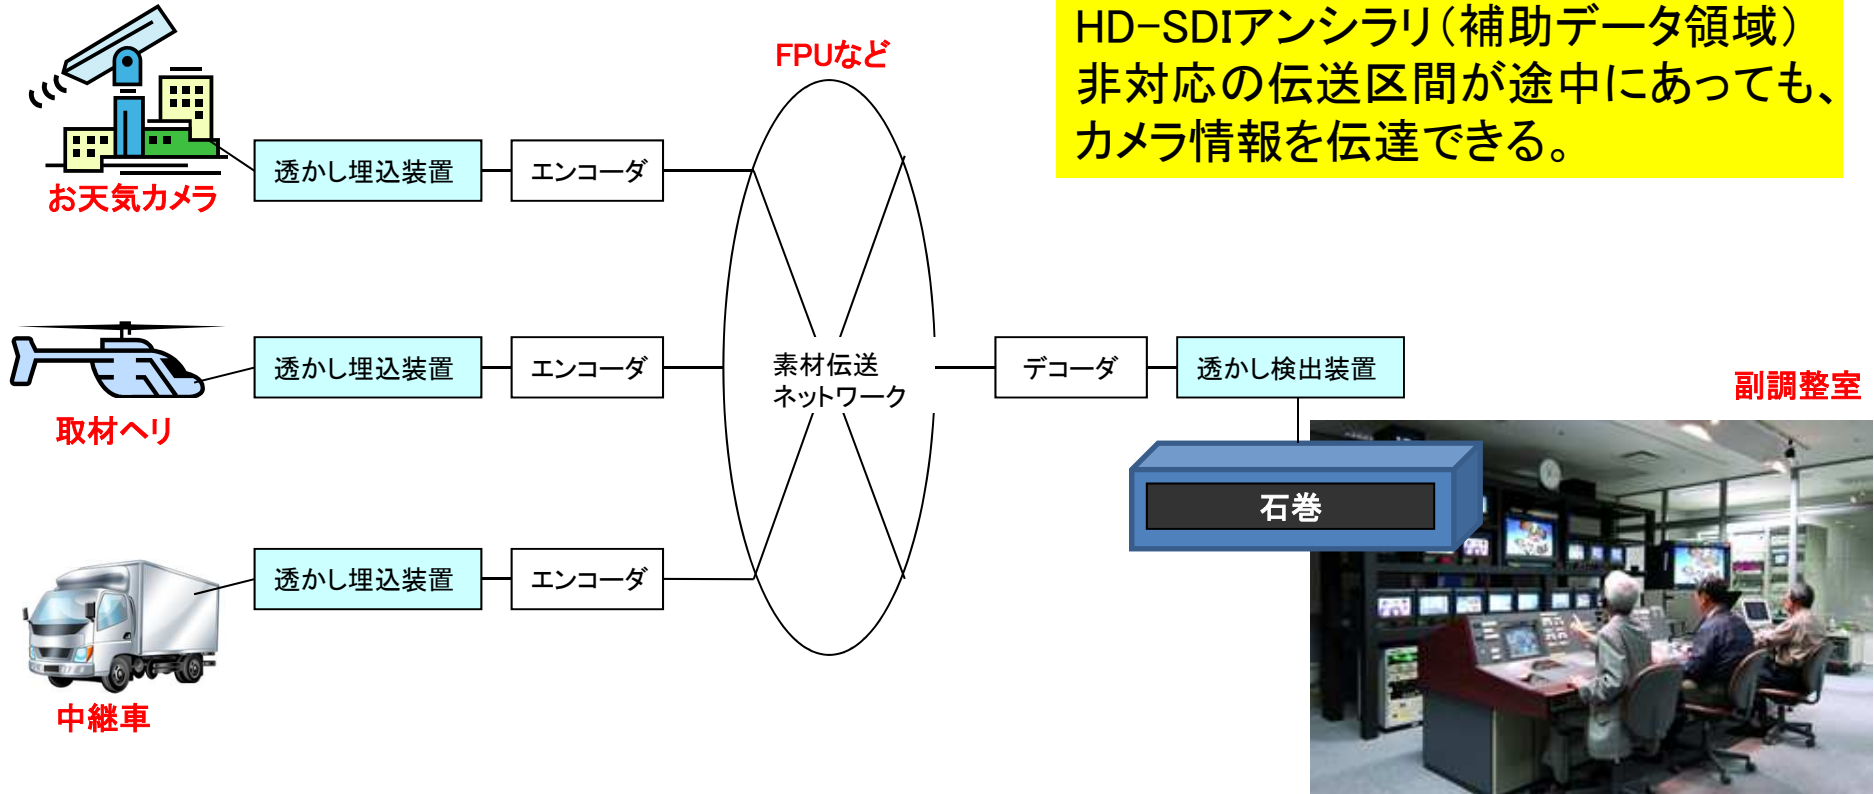 FPUなど
HD-SDIアンシラリ（補助データ領域）
非対応の伝送区間が途中にあっても、
カメラ情報を伝達できる。
透かし埋込装置
エンコーダ
お天気カメラ
透かし埋込装置
エンコーダ
素材伝送
ネットワーク
デコーダ
透かし検出装置
副調整室
取材ヘリ
石巻
透かし埋込装置
エンコーダ
中継車